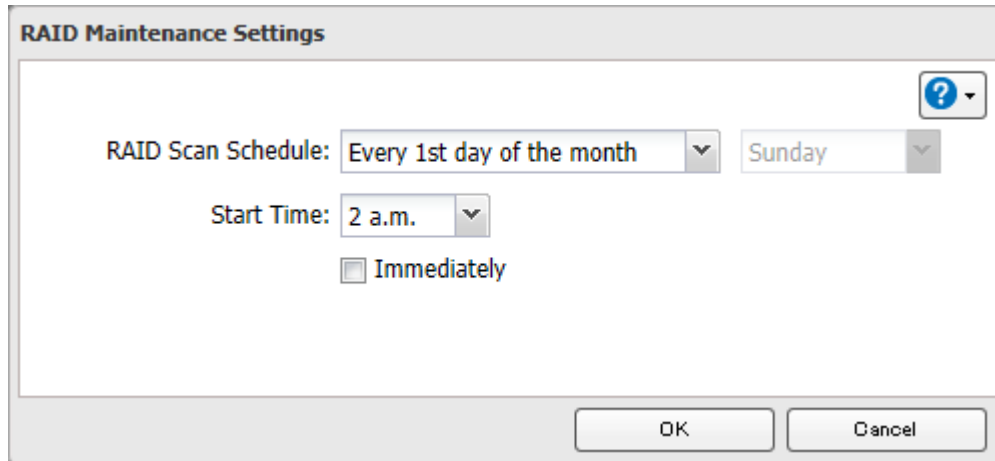 RAID Maintenance Settings
?
RAID Scan Schedule: Every 1st day of the month Sunday
Start Time: 2 a.m.
Immediately
OK Cancel